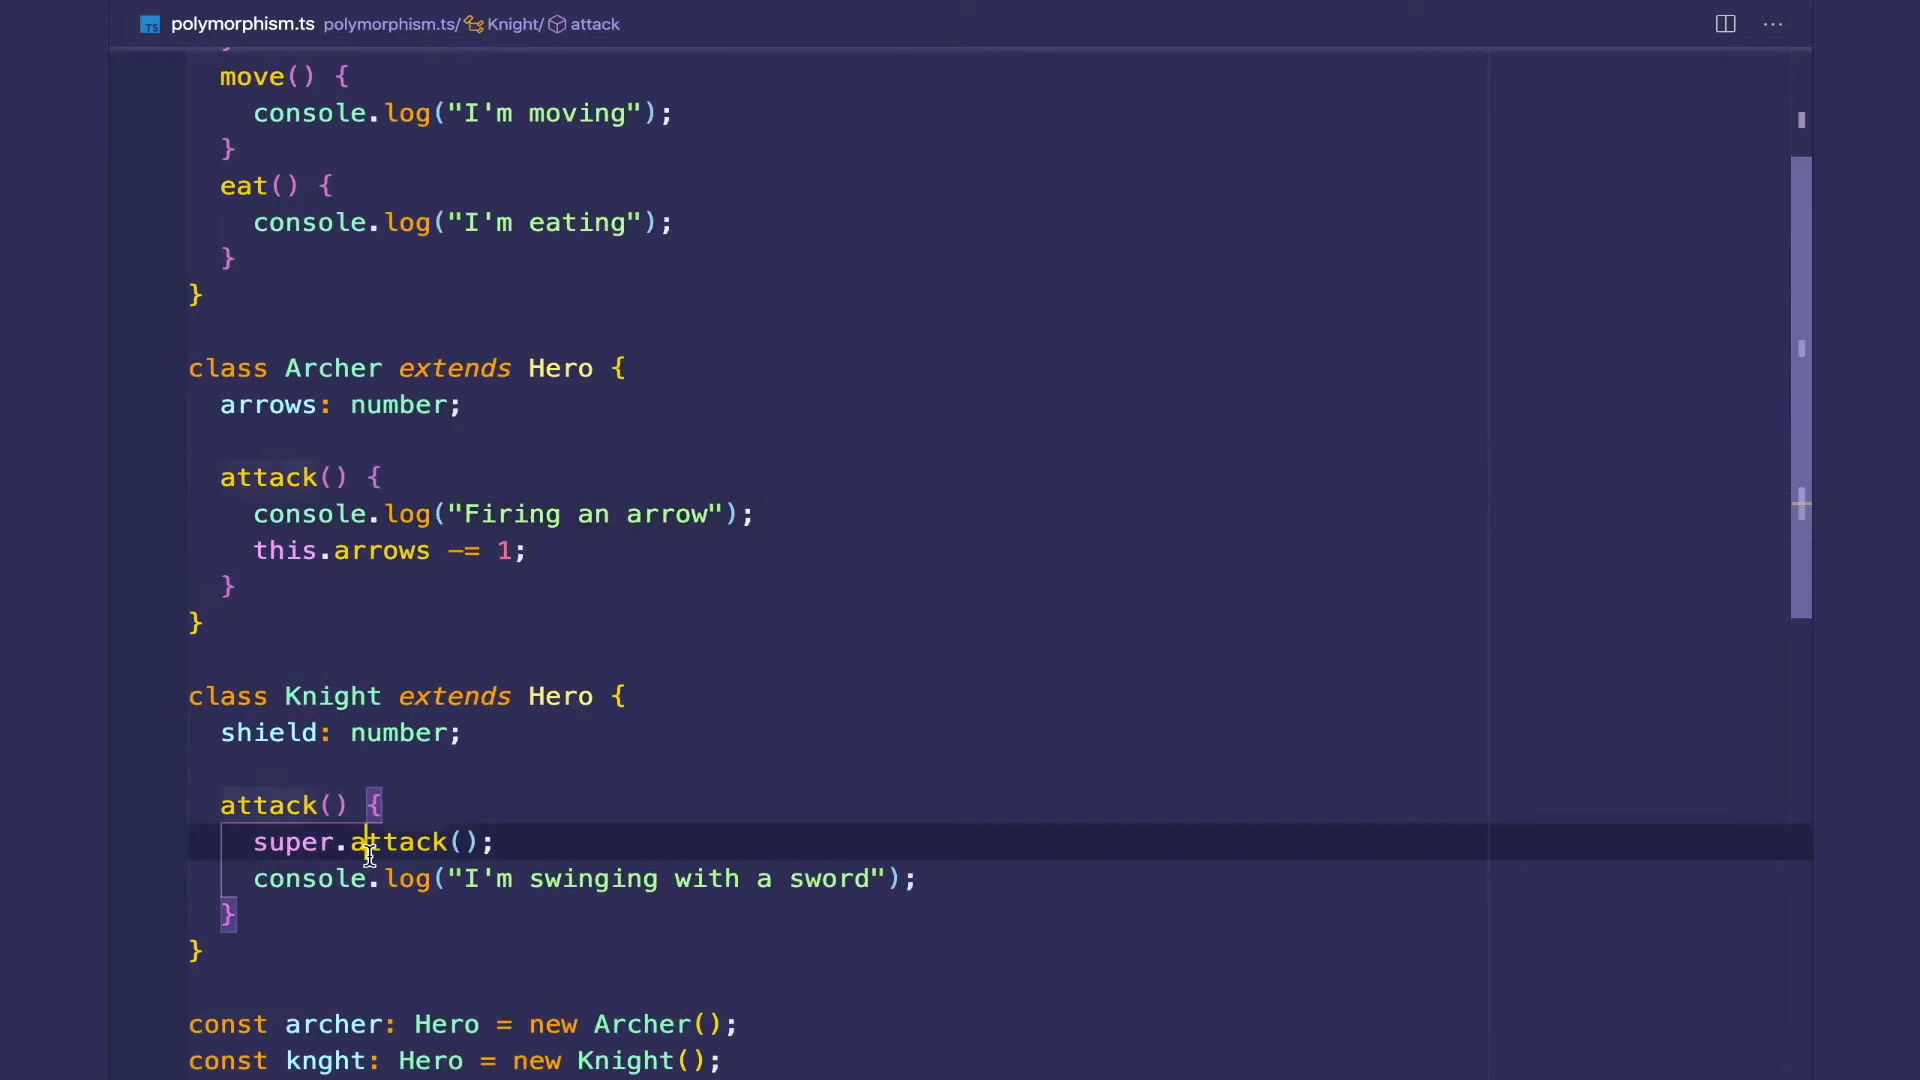 polymorphism.ts polymorphism.ts/ Knight/ attack
move() {
console.log("I'm moving");
}
eat() {
console.log("I'm eating");
}
}
class Archer extends Hero {
arrows: number;
attack() {
console.log("Firing an arrow");
this.arrows -= 1;
}
}
class Knight extends Hero {
shield: number;
attack() {
super.attack();
console.log("I'm swinging with a sword");
}
}
const archer: Hero = new Archer();
const knght: Hero = new Knight();